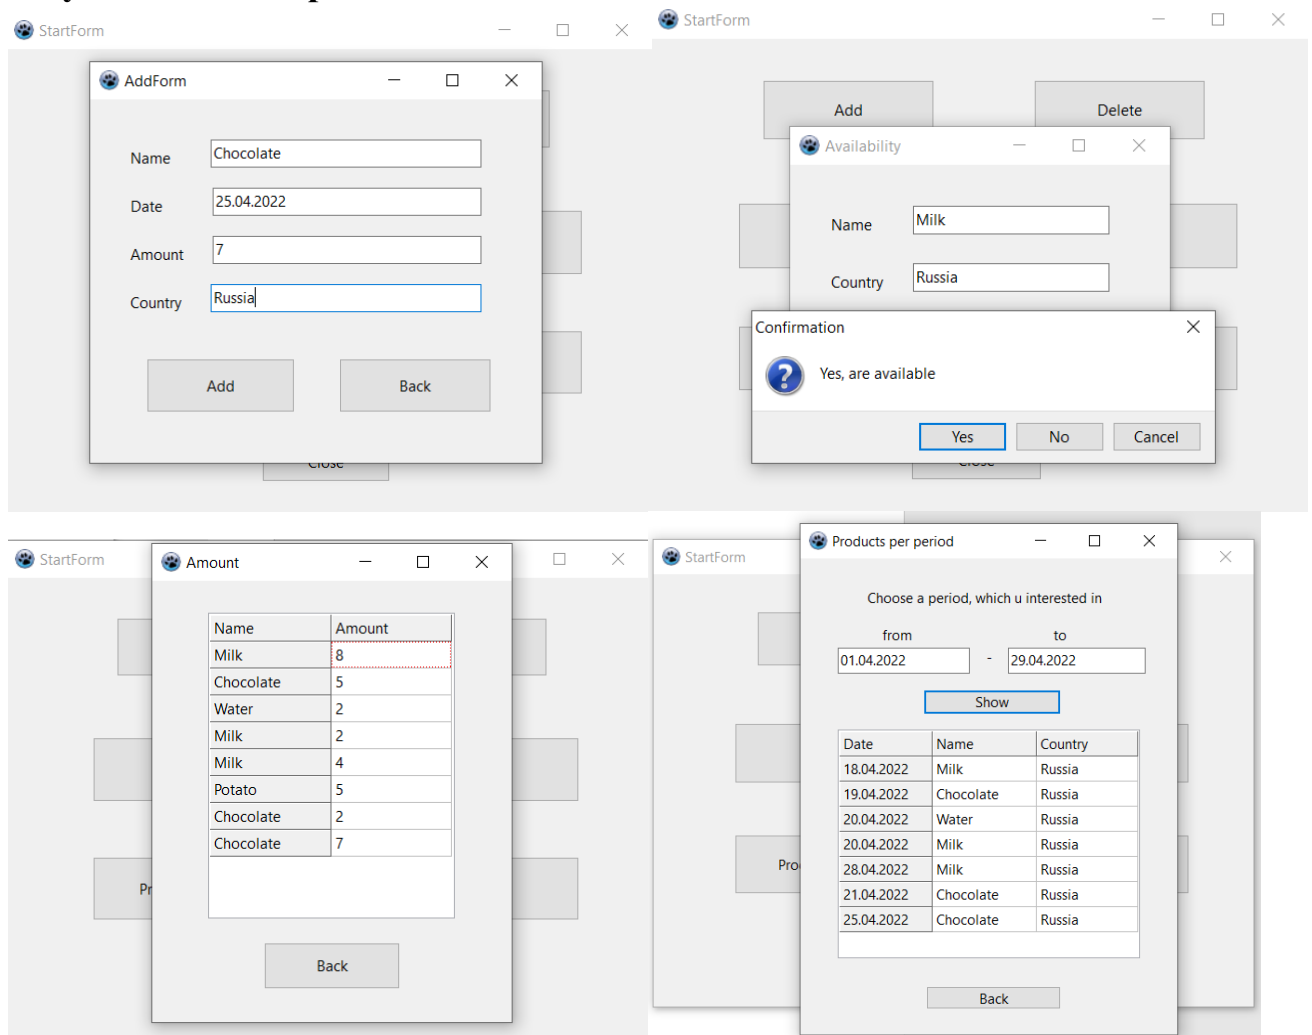 StartForm
AddForm
Name Chocolate
Date 25.04.2022
Amount 7
Country Russia
Add Back
Close
StartForm
Add Delete
Availability
Name Milk
Country Russia
Confirmation
Yes, are available
Yes No Cancel
StartForm
Amount
Name Amount
Milk 8
Chocolate 5
Water 2
Milk 2
Milk 4
Potato 5
Chocolate 2
Chocolate 7
Pr
Back
StartForm
Products per period
Choose a period, which u interested in
from to
01.04.2022 - 29.04.2022
Show
Date Name Country
18.04.2022 Milk Russia
19.04.2022 Chocolate Russia
20.04.2022 Water Russia
20.04.2022 Milk Russia
28.04.2022 Milk Russia
21.04.2022 Chocolate Russia
25.04.2022 Chocolate Russia
Pro
Back